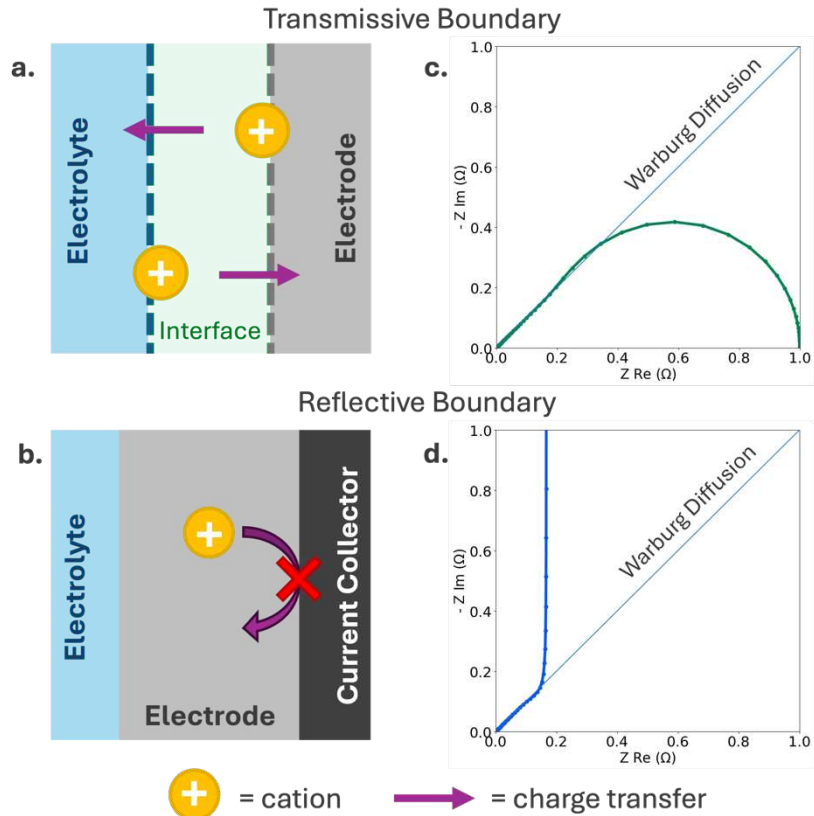 Transmissive Boundary
a.
Electrolyte
+
+
Interface
Electrode
c.
1.0
0.8
0.6
0.4
0.2
0.0
- Z Im (Ω)
Warburg Diffusion
0.0 0.2 0.4 0.6 0.8 1.0
Z Re (Ω)
Reflective Boundary
b.
Electrolyte
+
Electrode
Current Collector
d.
1.0
0.8
0.6
0.4
0.2
0.0
- Z Im (Ω)
Warburg Diffusion
0.0 0.2 0.4 0.6 0.8 1.0
Z Re (Ω)
+ = cation = charge transfer